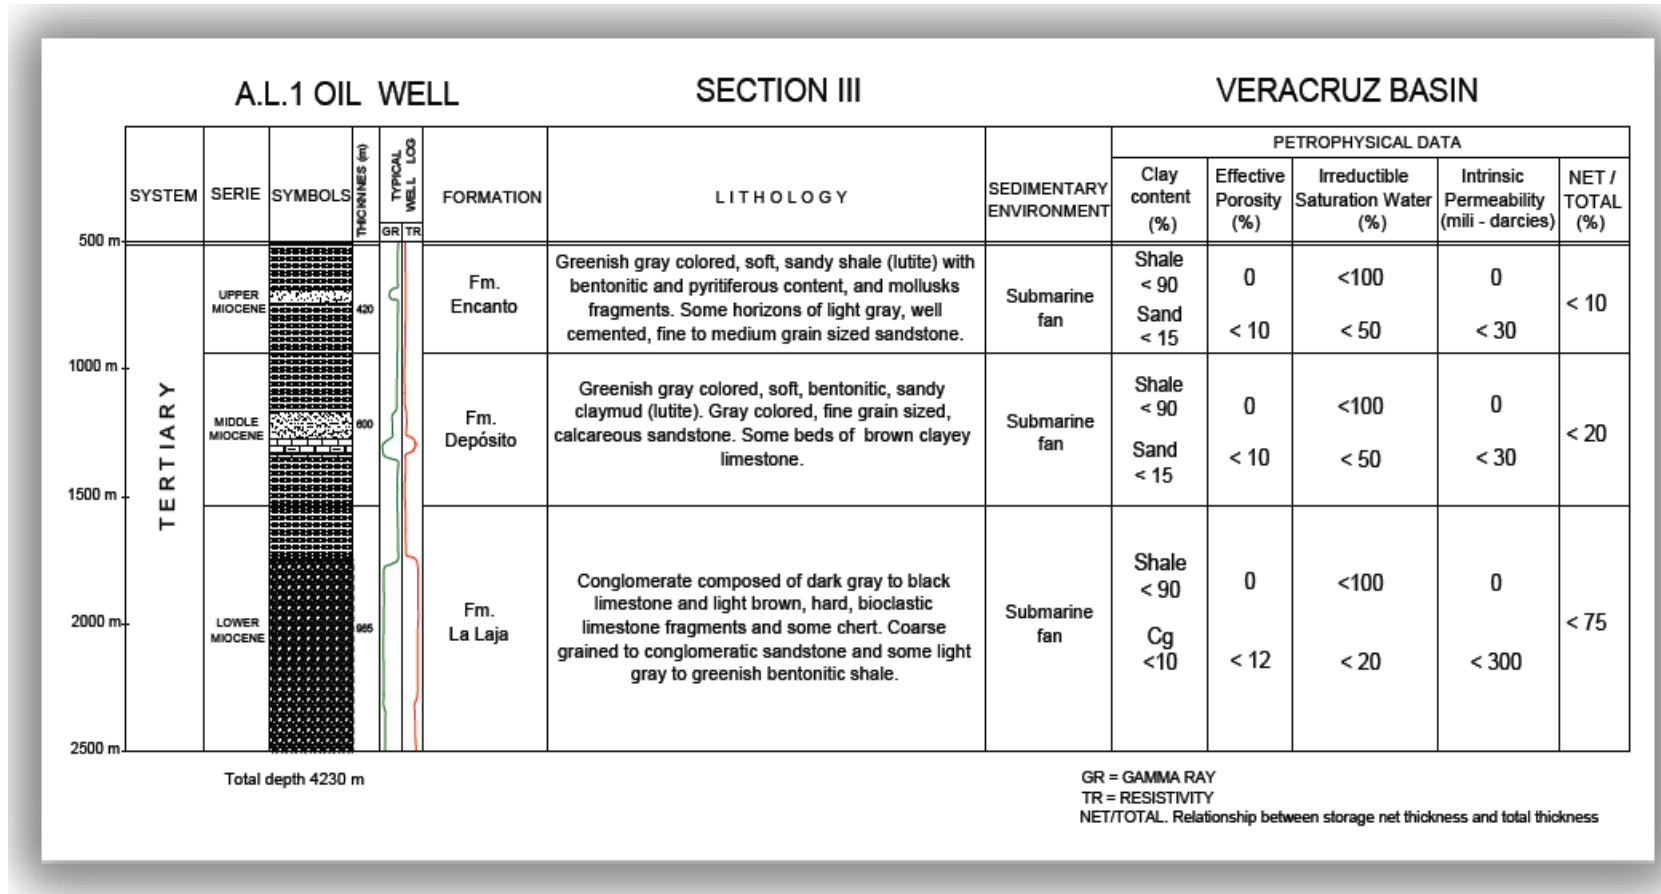 A.L.1 OIL WELL
SECTION III
VERACRUZ BASIN
SYSTEM
SERIE
SYMBOLS
THICKNNES (m)
TYPICAL
WELL LOG
GR
TR
FORMATION
LITHOLOGY
SEDIMENTARY
ENVIRONMENT
PETROPHYSICAL DATA
Clay
content
(%)
Effective
Porosity
(%)
Irreductible
Saturation Water
(%)
Intrinsic
Permeability
(mili - darcies)
NET /
TOTAL
(%)
500 m
1000 m
1500 m
2000 m
2500 m
TERTIARY
UPPER
MIOCENE
420
Fm.
Encanto
Greenish gray colored, soft, sandy shale (lutite) with
bentonitic and pyritiferous content, and mollusks
fragments. Some horizons of light gray, well
cemented, fine to medium grain sized sandstone.
Submarine
fan
Shale
< 90
Sand
< 15
0
< 10
<100
< 50
0
< 30
< 10
MIDDLE
MIOCENE
600
Fm.
Depósito
Greenish gray colored, soft, bentonitic, sandy
claymud (lutite). Gray colored, fine grain sized,
calcareous sandstone. Some beds of brown clayey
limestone.
Submarine
fan
Shale
< 90
Sand
< 15
0
< 10
<100
< 50
0
< 30
< 20
LOWER
MIOCENE
965
Fm.
La Laja
Conglomerate composed of dark gray to black
limestone and light brown, hard, bioclastic
limestone fragments and some chert. Coarse
grained to conglomeratic sandstone and some light
gray to greenish bentonitic shale.
Submarine
fan
Shale
< 90
Cg
<10
0
< 12
<100
< 20
0
< 300
< 75
Total depth 4230 m
GR = GAMMA RAY
TR = RESISTIVITY
NET/TOTAL. Relationship between storage net thickness and total thickness